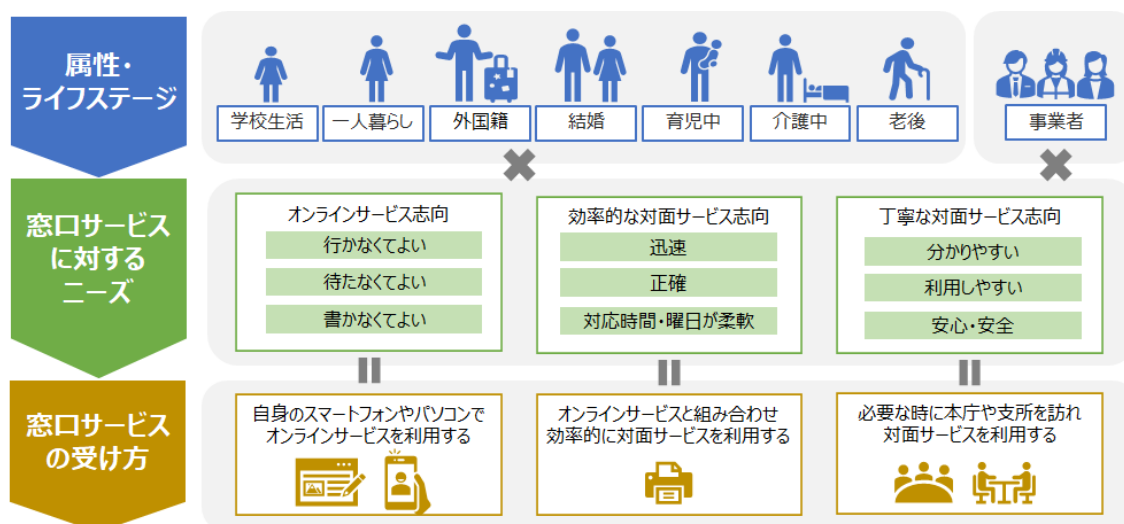 属性・
ライフステージ
学校生活
一人暮らし
外国籍
結婚
育児中
介護中
老後
事業者
窓口サービス
に対する
ニーズ
オンラインサービス志向
行かなくてよい
待たなくてよい
書かなくてよい
効率的な対面サービス志向
迅速
正確
対応時間・曜日が柔軟
丁寧な対面サービス志向
分かりやすい
利用しやすい
安心・安全
窓口サービス
の受け方
自身のスマートフォンやパソコンで
オンラインサービスを利用する
オンラインサービスと組み合わせ
効率的に対面サービスを利用する
必要な時に本庁や支所を訪れ
対面サービスを利用する